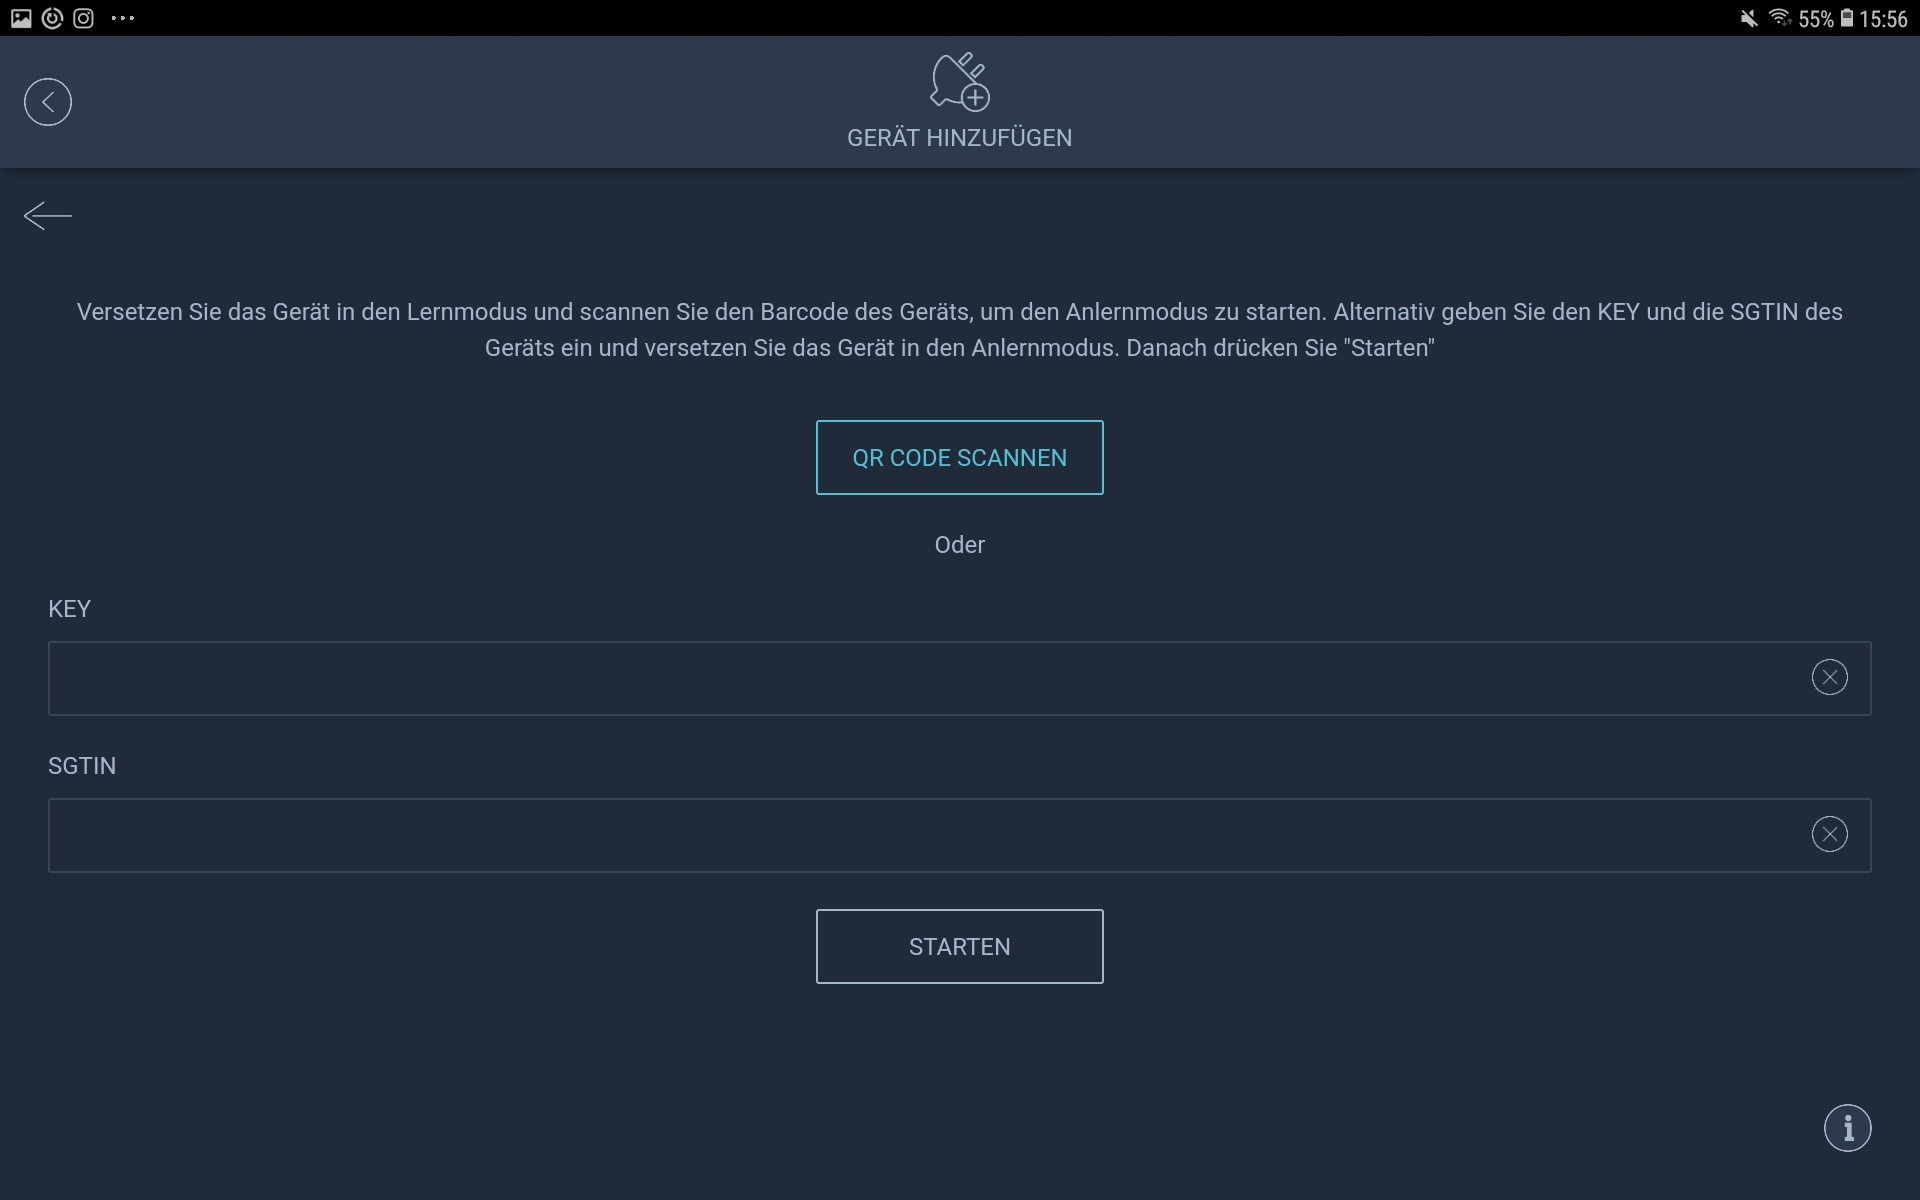 55% 15:56
GERÄT HINZUFÜGEN
Versetzen Sie das Gerät in den Lernmodus und scannen Sie den Barcode des Geräts, um den Anlernmodus zu starten. Alternativ geben Sie den KEY und die SGTIN des
Geräts ein und versetzen Sie das Gerät in den Anlernmodus. Danach drücken Sie "Starten"
QR CODE SCANNEN
Oder
KEY
SGTIN
STARTEN